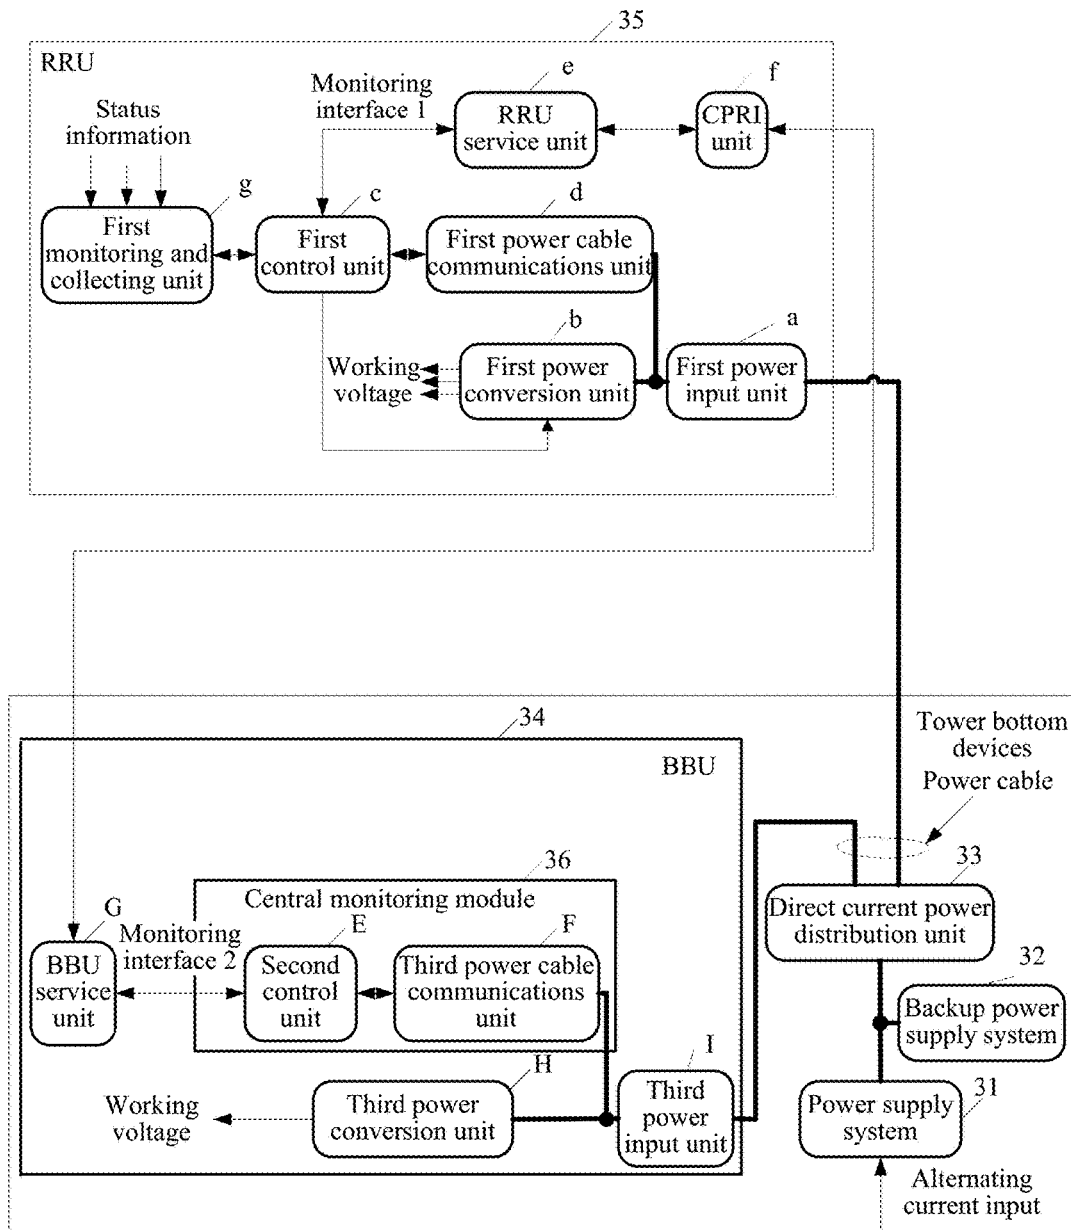 35
RRU
e
f
Monitoring
interface 1
RRU
service unit
CPRI
unit
Status
information
g
c
d
First
monitoring and
collecting unit
First
control unit
First power cable
communications unit
b
a
Working
voltage
First power
conversion unit
First power
input unit
34
BBU
Tower bottom
devices
Power cable
36
33
Central monitoring module
G
Monitoring
interface 2
E
F
BBU
service
unit
Second
control
unit
Third power cable
communications
unit
Direct current power
distribution unit
32
Backup power
supply system
H
I
Working
voltage
Third power
conversion unit
Third
power
input unit
31
Power supply
system
Alternating
current input